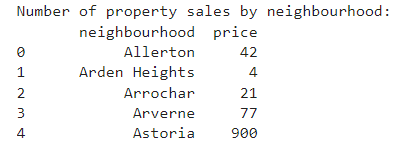 Number of property sales by neighbourhood:
neighbourhood price
0 Allerton 42
1 Arden Heights 4
2 Arrochar 21
3 Arverne 77
4 Astoria 900